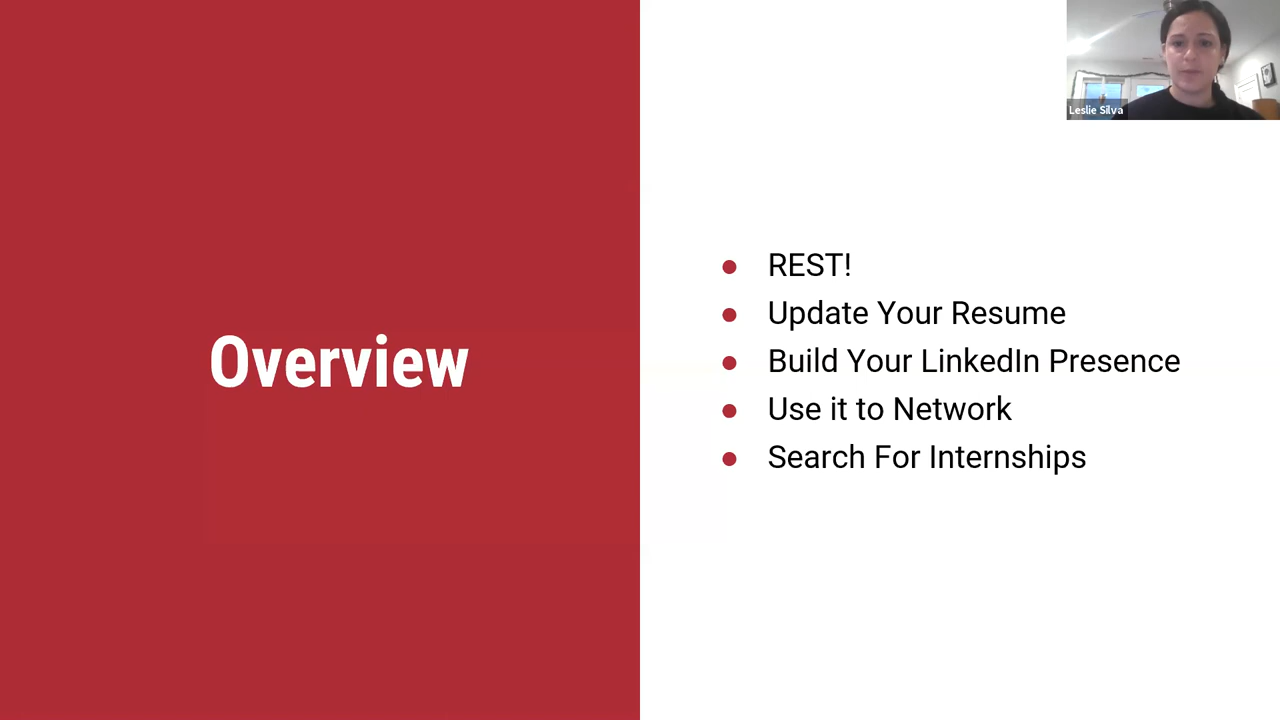 Leslie Silva
Overview
REST!
Update Your Resume
Build Your LinkedIn Presence
Use it to Network
Search For Internships